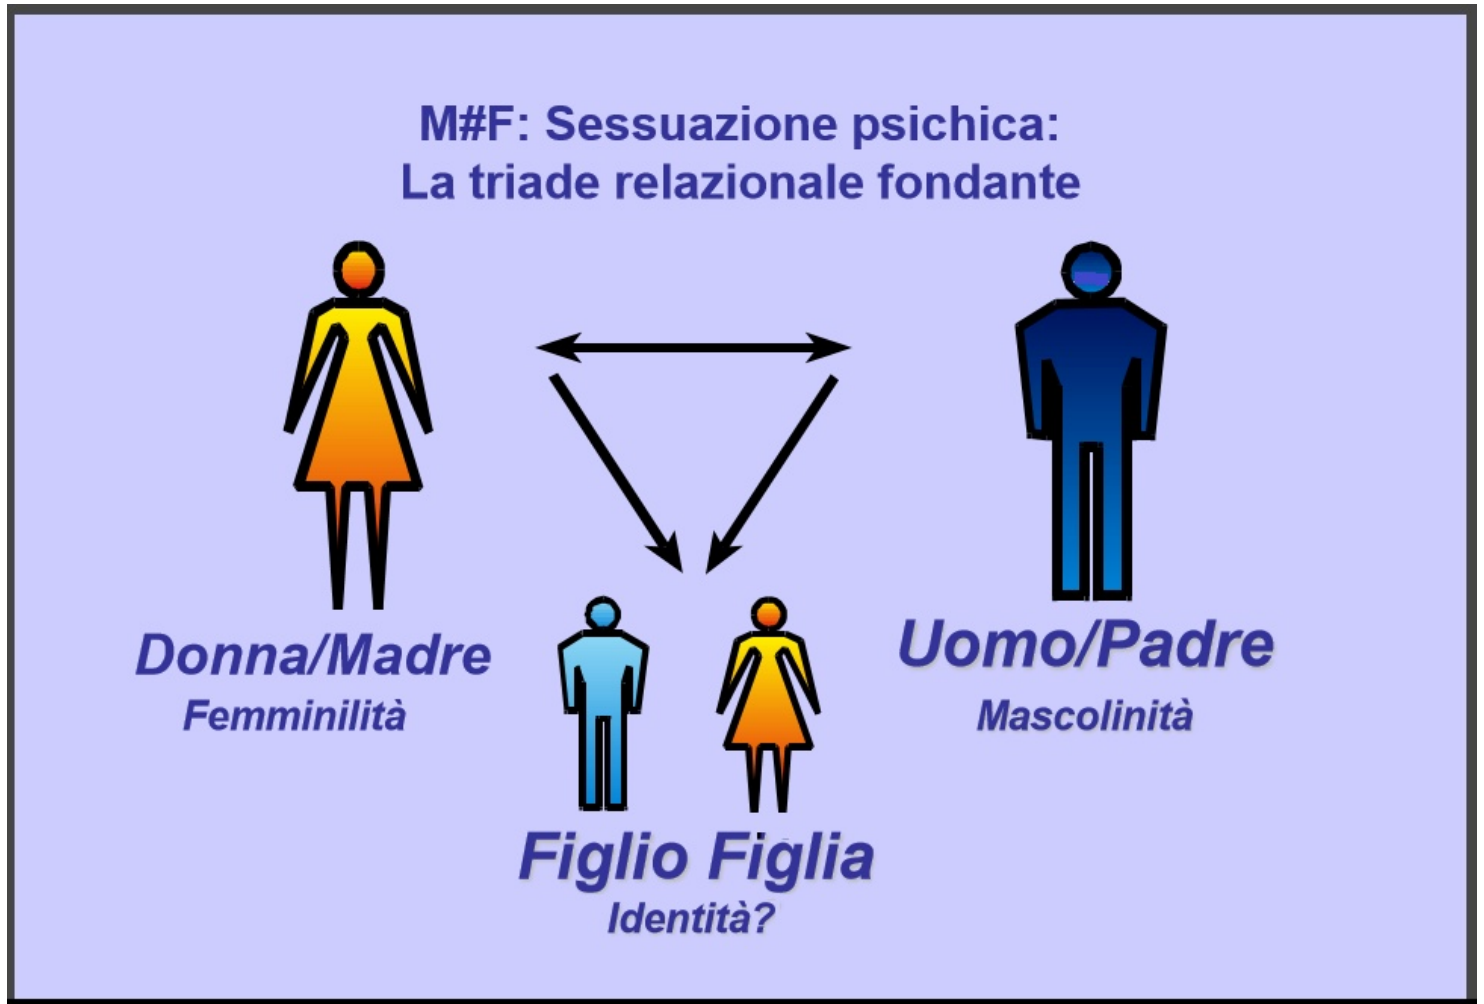 M#F: Sessuazione psichica:
La triade relazionale fondante
Donna/Madre
Femminilità
Uomo/Padre
Mascolinità
Figlio Figlia
Identità?